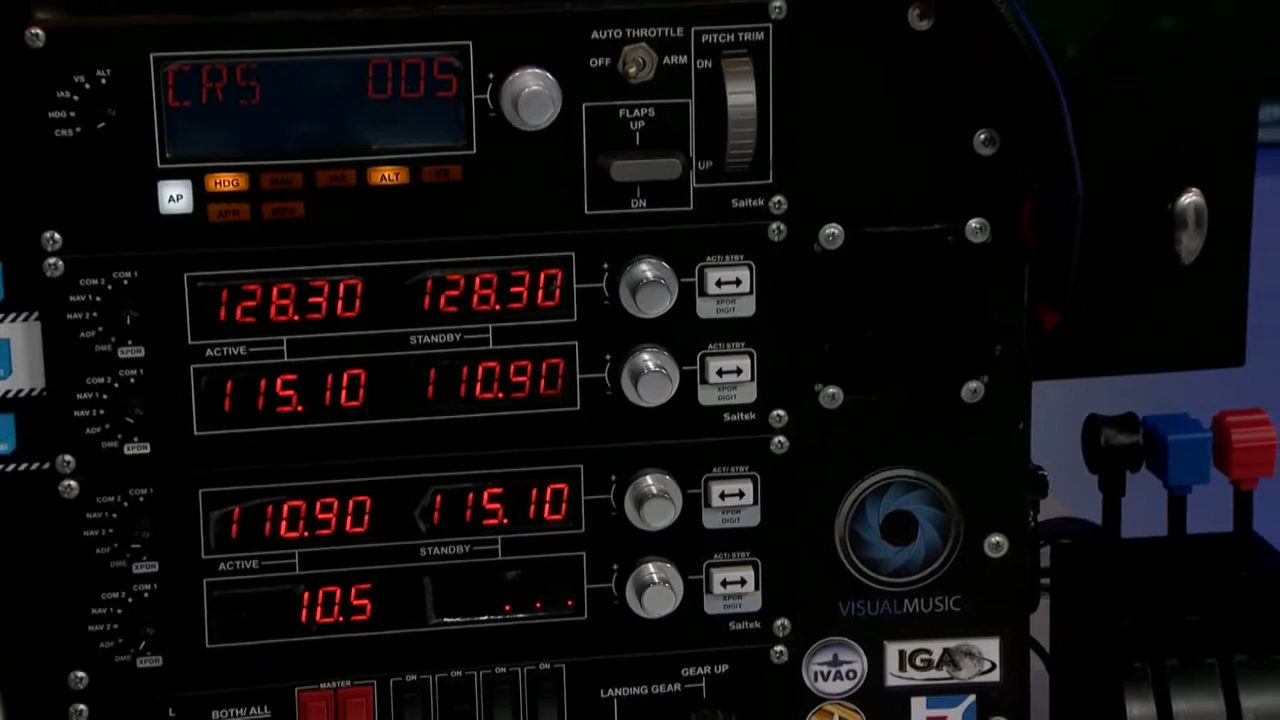 AUTO THROTTLE
OFF
ARM
PITCH TRIM
DN
UP
VS
ALT
IAS
HDG
CRS
CRS 005
FLAPS
UP
DN
AP
HDG
NAV
IAS
ALT
VS
APR
REV
Saitek
COM 1
COM 2
NAV 1
NAV 2
ADF
DME
XPDR
128.30
128.30
ACT/ STBY
XPDR
DIGIT
ACTIVE
STANDBY
COM 1
COM 2
NAV 1
NAV 2
ADF
DME
XPDR
115.10
110.90
ACT/ STBY
XPDR
DIGIT
Saitek
COM 1
COM 2
NAV 1
NAV 2
ADF
DME
XPDR
110.90
115.10
ACT/ STBY
XPDR
DIGIT
ACTIVE
STANDBY
COM 1
COM 2
NAV 1
NAV 2
ADF
DME
XPDR
10.5
ACT/ STBY
XPDR
DIGIT
Saitek
VISUALMUSIC
IVAO
IGA
MASTER
ON
ON
ON
ON
GEAR UP
LANDING GEAR
L
BOTH/ ALL